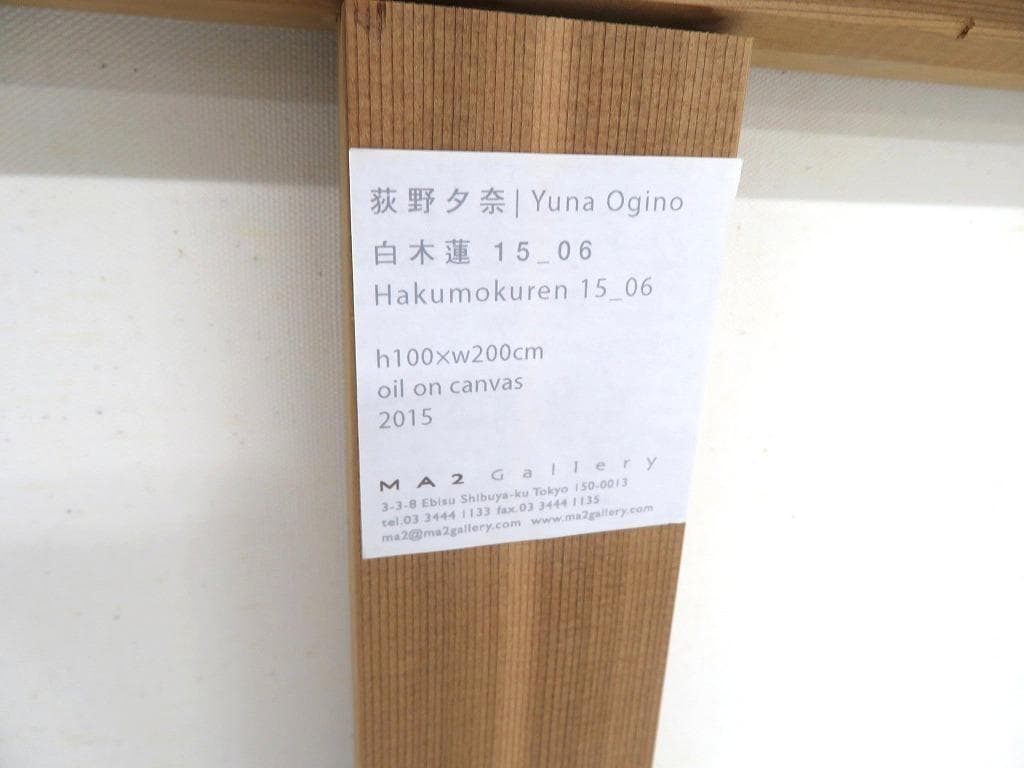 荻野夕奈| Yuna Ogino
白木蓮 15_06
Hakumokuren 15_06
h100×w200cm
oil on canvas
2015
MA2 Gallery
3-3-8 Ebisu Shibuya-ku Tokyo 150-0013
tel.03 3444 1133 fax.03 3444 1135
ma2@ma2gallery.com www.ma2gallery.com